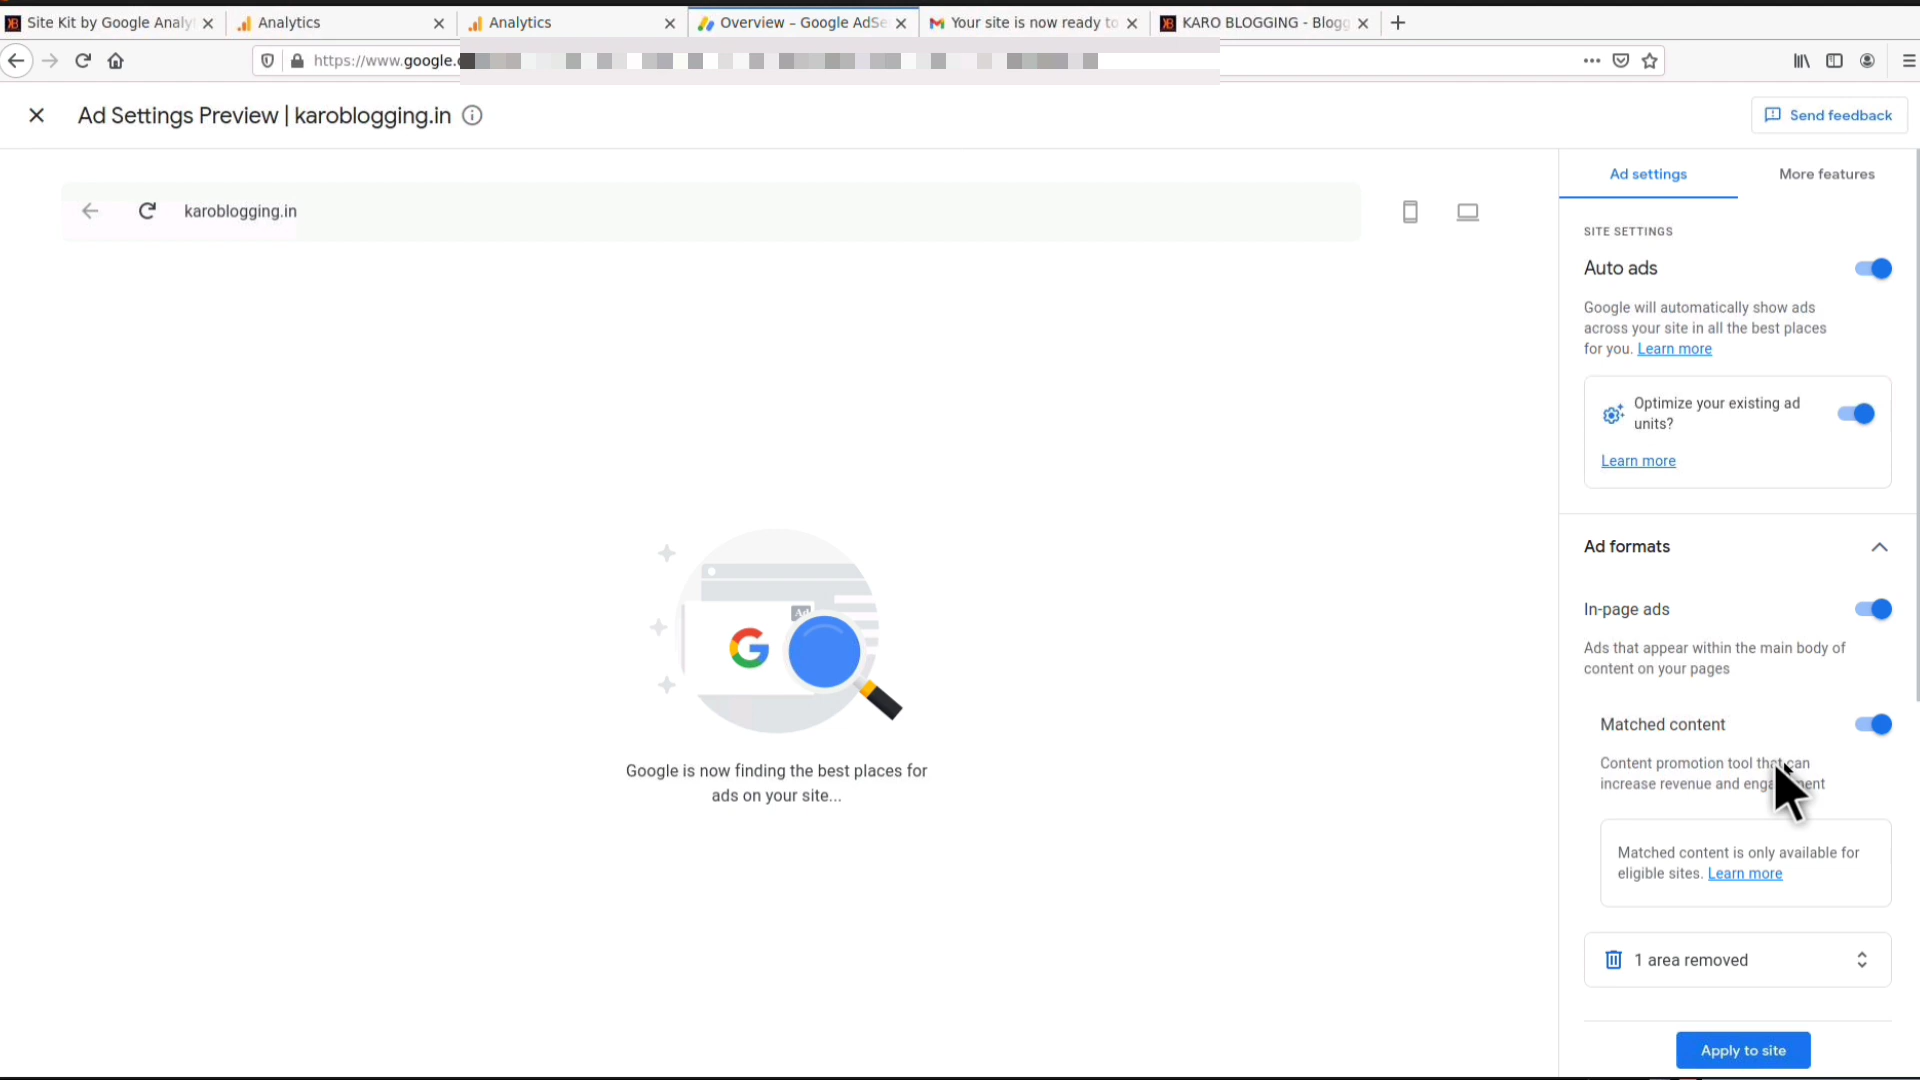 Site Kit by Google Analy
Analytics
Analytics
Overview – Google AdSe
Your site is now ready to
KARO BLOGGING - Blogg
https://www.google.
Ad Settings Preview | karoblogging.in
Send feedback
karoblogging.in
Ad settings
More features
SITE SETTINGS
Auto ads
Google will automatically show ads
across your site in all the best places
for you. Learn more
Optimize your existing ad
units?
Learn more
Ad formats
In-page ads
Ads that appear within the main body of
content on your pages
Matched content
Content promotion tool that can
increase revenue and
Matched content is only available for
eligible sites. Learn more
1 area removed
Apply to site
Ad
Google is now finding the best places for
ads on your site...